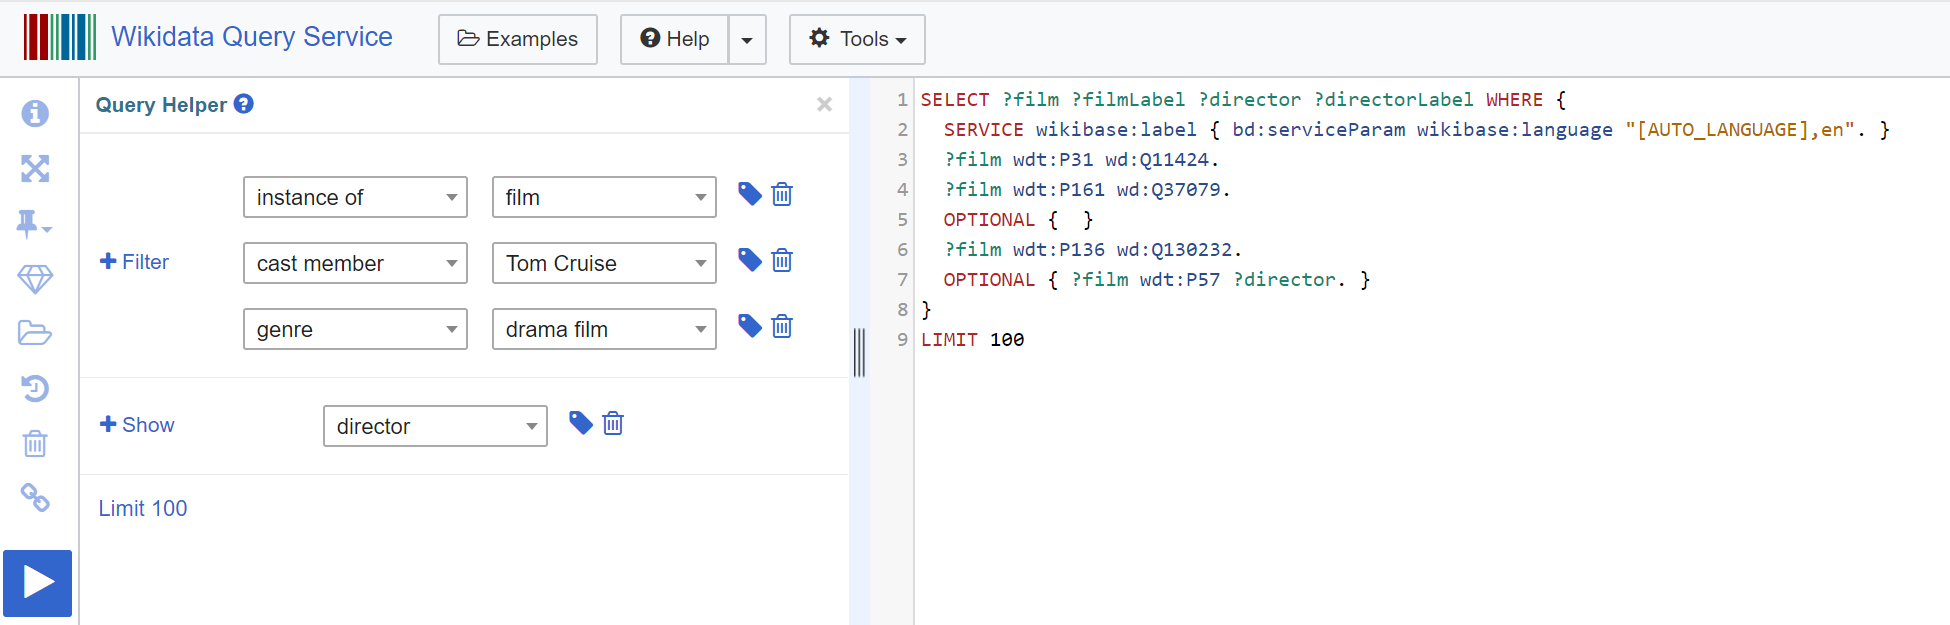 Wikidata Query Service
Examples
Help
Tools
Query Helper
instance of
film
+ Filter
cast member
Tom Cruise
genre
drama film
+ Show
director
Limit 100
1 SELECT ?film ?filmLabel ?director ?directorLabel WHERE {
2   SERVICE wikibase:label { bd:serviceParam wikibase:language "[AUTO_LANGUAGE],en". }
3   ?film wdt:P31 wd:Q11424.
4   ?film wdt:P161 wd:Q37079.
5   OPTIONAL {  }
6   ?film wdt:P136 wd:Q130232.
7   OPTIONAL { ?film wdt:P57 ?director. }
8 }
9 LIMIT 100